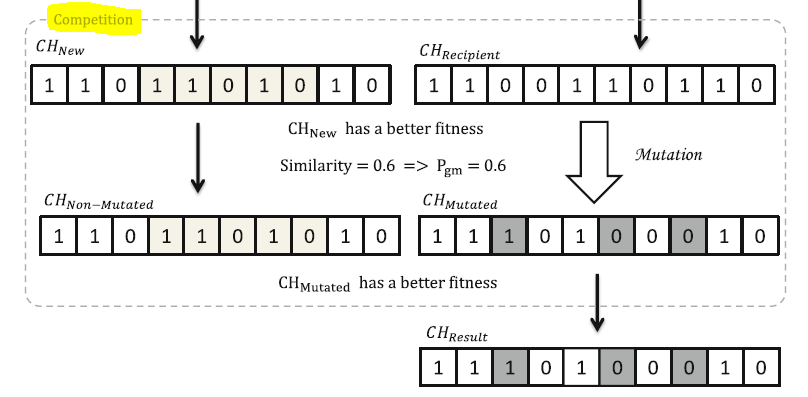 Competition
CH_New
CH_Recipient
1 1 0 1 1 0 1 0 1 0
1 1 0 0 1 1 0 1 1 0
CH_New has a better fitness
Similarity = 0.6 => P_gm = 0.6
Mutation
CH_Non−Mutated
CH_Mutated
1 1 0 1 1 0 1 0 1 0
1 1 1 0 1 0 0 0 1 0
CH_Mutated has a better fitness
CH_Result
1 1 1 0 1 0 0 0 1 0